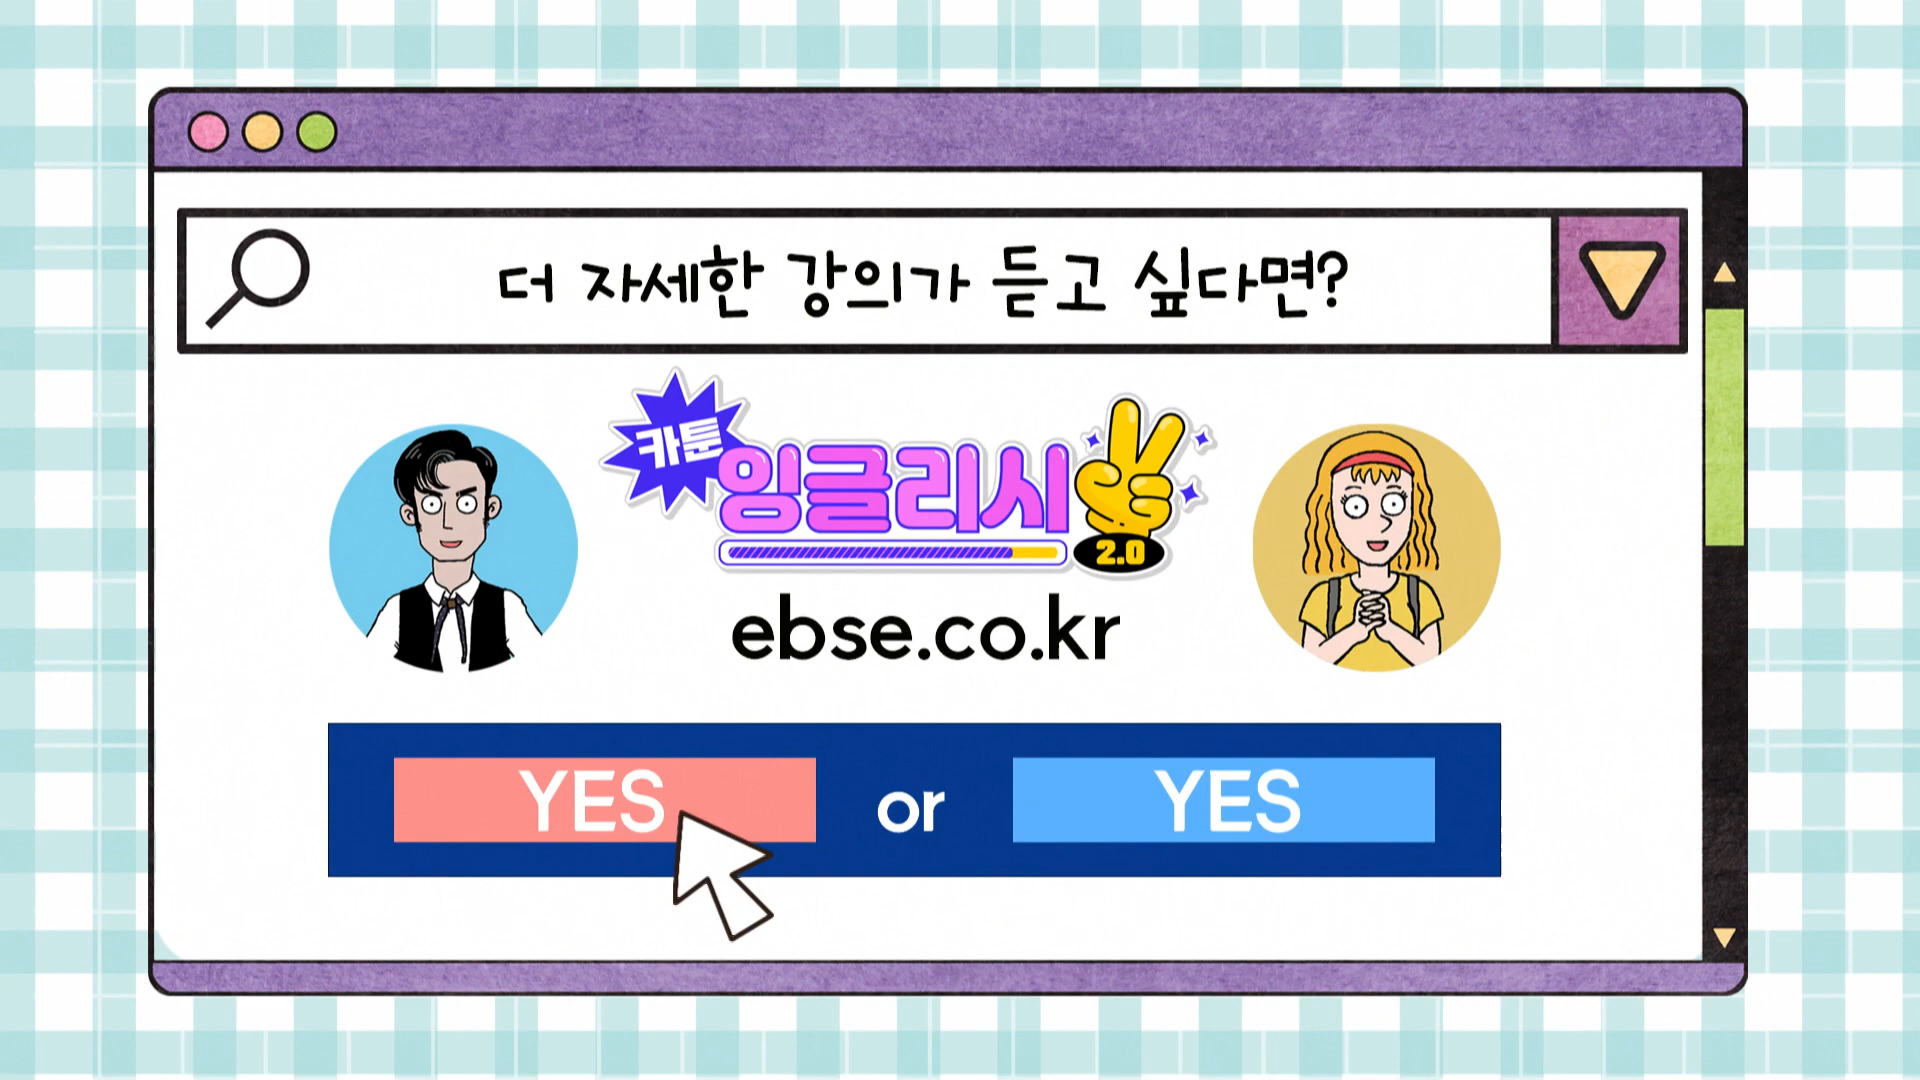 더 자세한 강의가 듣고 싶다면?
카툰
잉글리시
2.0
ebse.co.kr
YES or YES